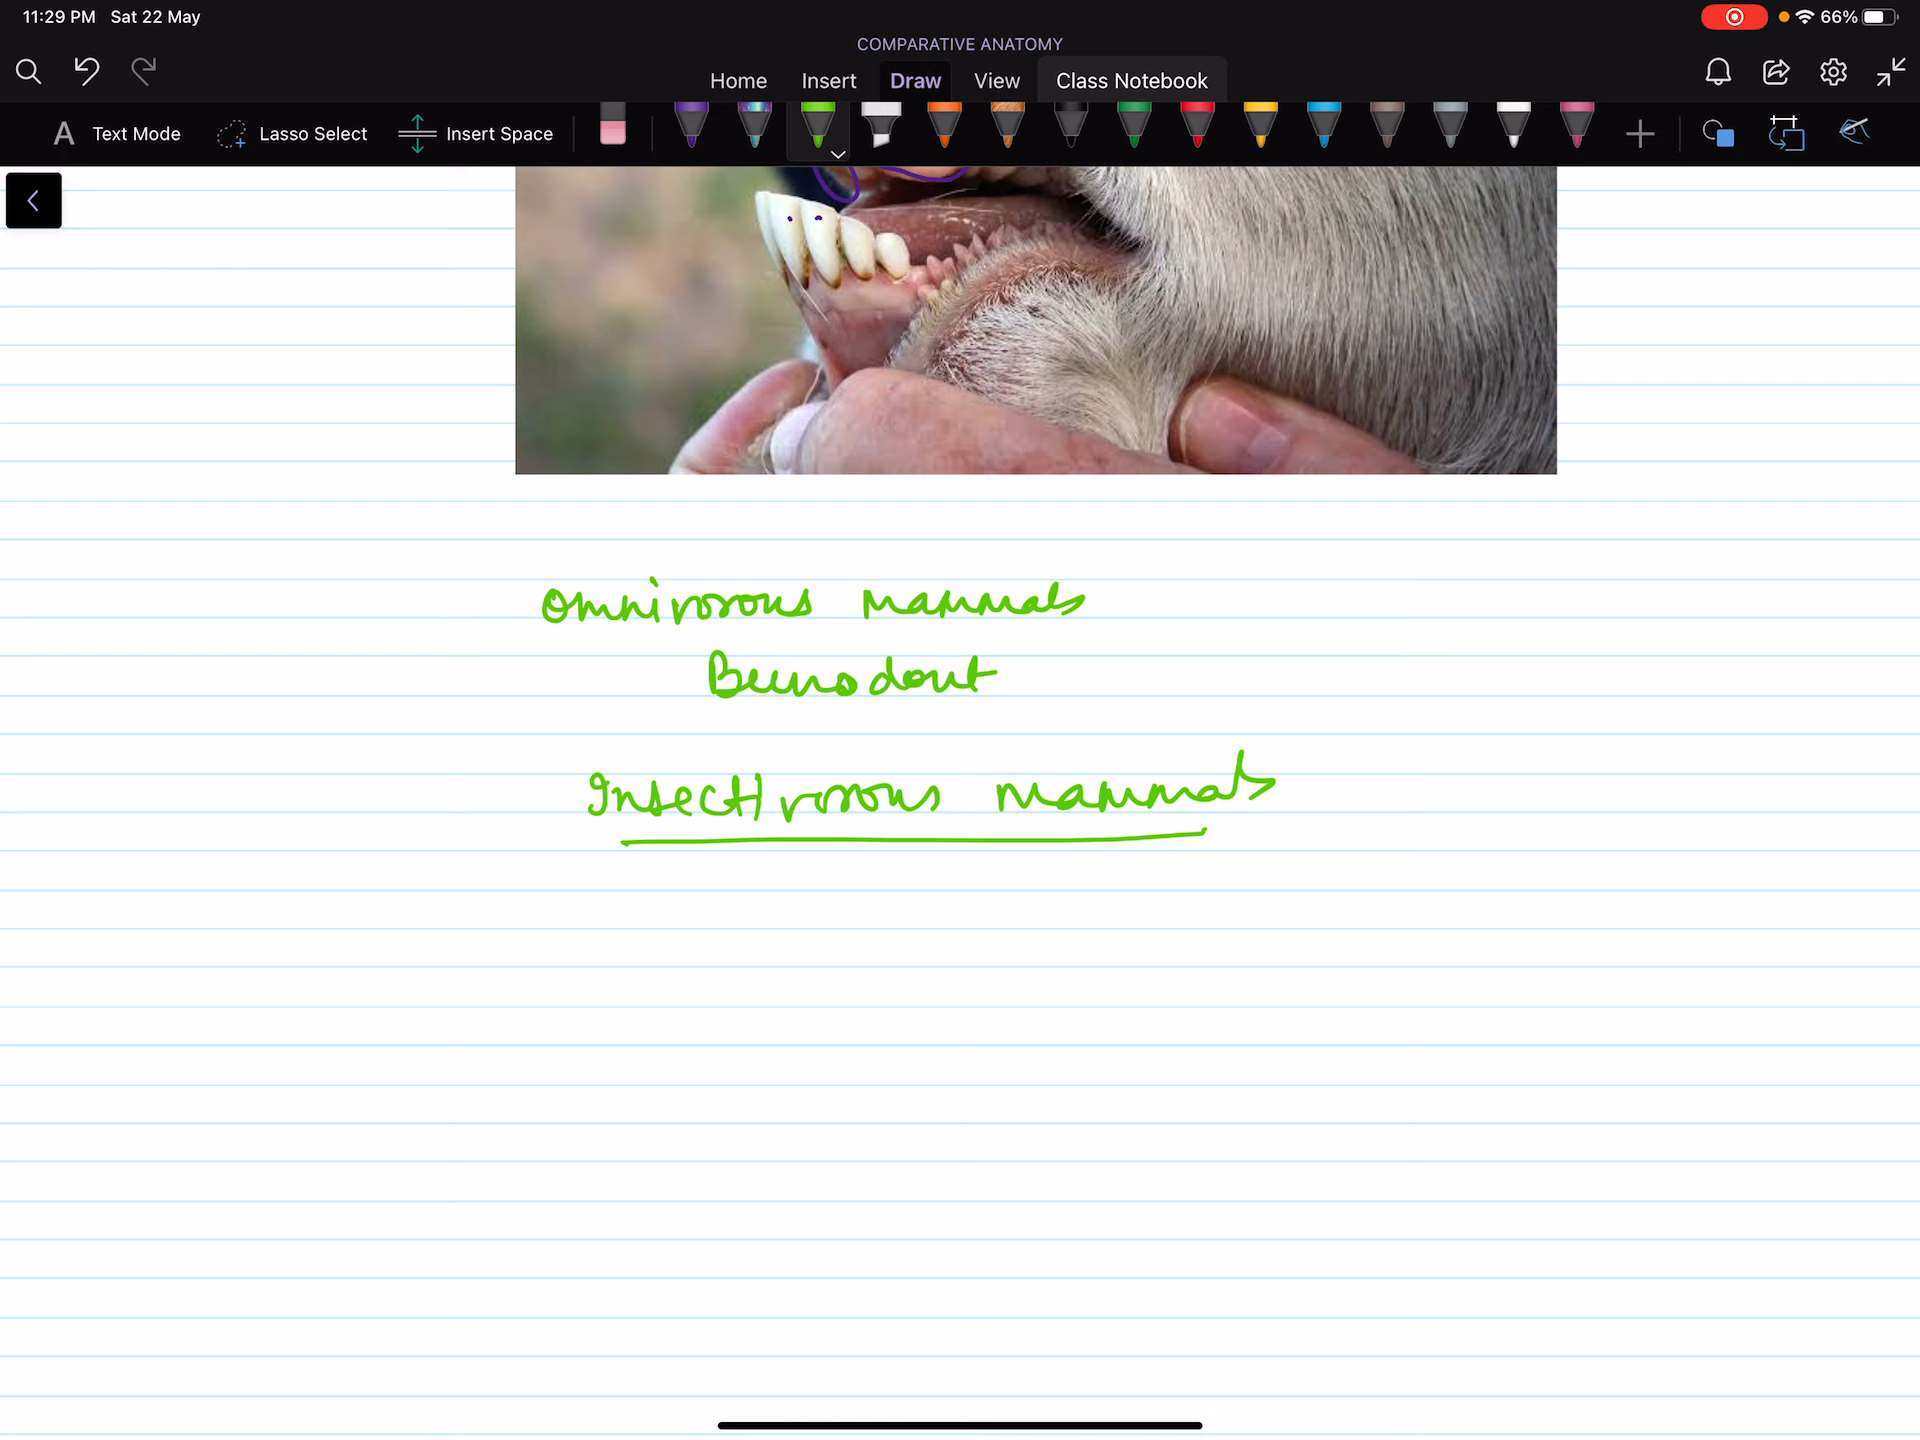 11:29 PM Sat 22 May
66%
COMPARATIVE ANATOMY
Home Insert Draw View Class Notebook
A Text Mode Lasso Select Insert Space
Omnivorous Mammals
Bunodont
Insectivorous mammals